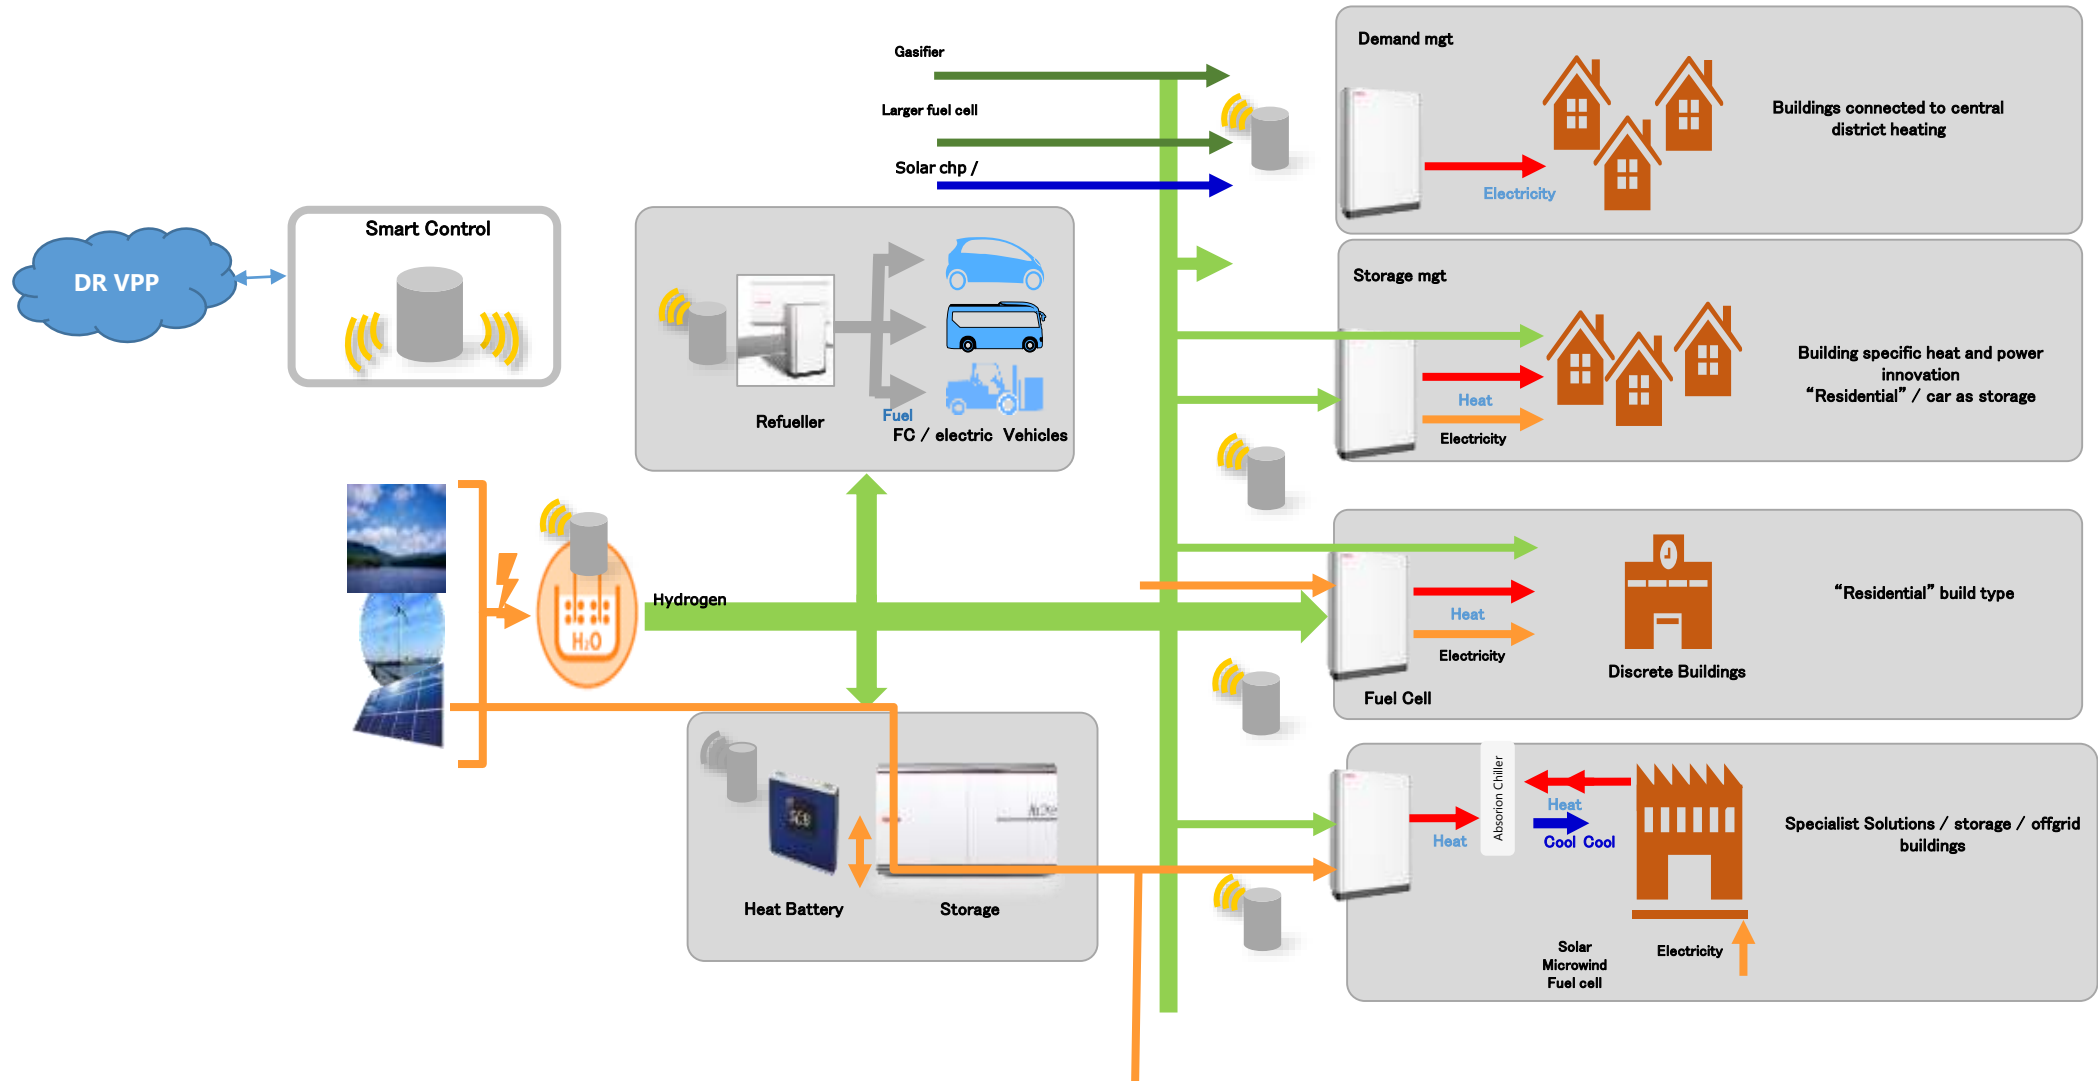 Gasifier
Larger fuel cell
Solar chp /
Demand mgt
Buildings connected to central
district heating
Electricity
DR VPP
Smart Control
Storage mgt
Building specific heat and power
innovation
“Residential” / car as storage
Heat
Electricity
Refueller
Fuel
FC / electric Vehicles
Hydrogen
H₂O
“Residential” build type
Heat
Electricity
Discrete Buildings
Fuel Cell
Heat Battery
Storage
Absorion Chiller
Heat
Heat
Cool Cool
Specialist Solutions / storage / offgrid
buildings
Solar
Microwind
Fuel cell
Electricity